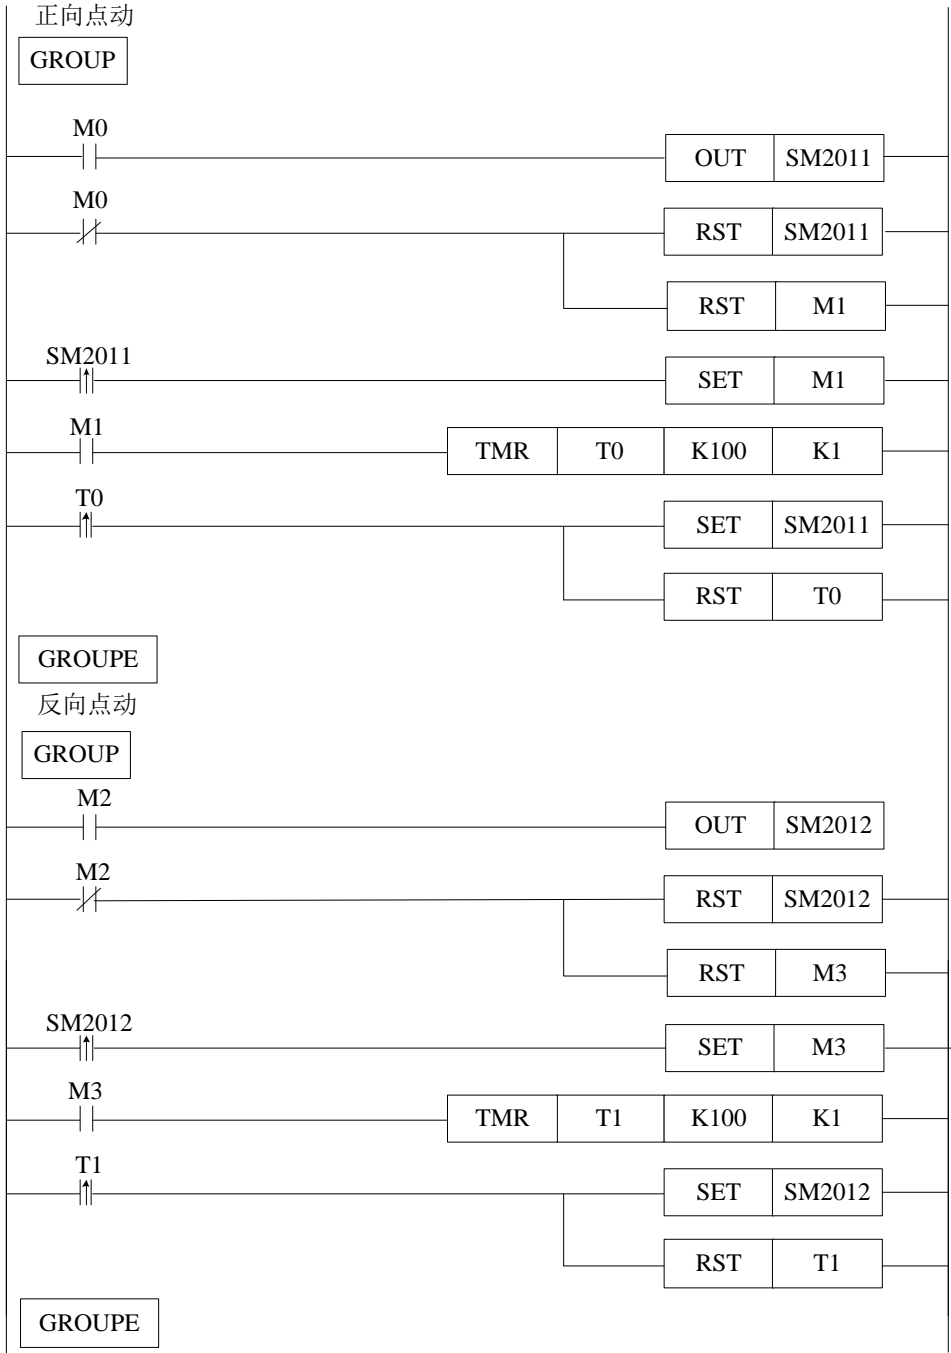 正向点动
GROUP
M0
OUT SM2011
M0
RST SM2011
RST M1
SM2011
SET M1
M1
TMR T0 K100 K1
T0
SET SM2011
RST T0
GROUPE
反向点动
GROUP
M2
OUT SM2012
M2
RST SM2012
RST M3
SM2012
SET M3
M3
TMR T1 K100 K1
T1
SET SM2012
RST T1
GROUPE